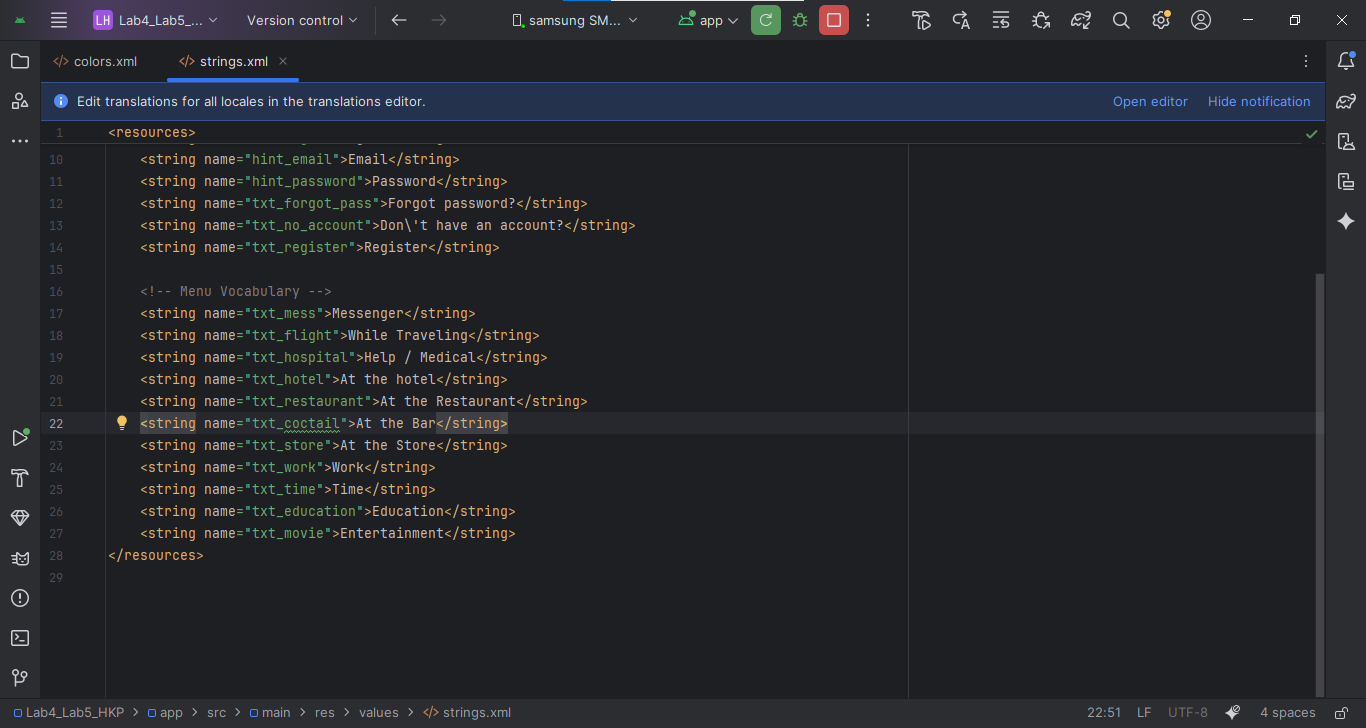 LH Lab4_Lab5_... Version control samsung SM... app
colors.xml strings.xml
Edit translations for all locales in the translations editor. Open editor Hide notification
1 <resources>
10 <string name="hint_email">Email</string>
11 <string name="hint_password">Password</string>
12 <string name="txt_forgot_pass">Forgot password?</string>
13 <string name="txt_no_account">Don\'t have an account?</string>
14 <string name="txt_register">Register</string>
15
16 <!-- Menu Vocabulary -->
17 <string name="txt_mess">Messenger</string>
18 <string name="txt_flight">While Traveling</string>
19 <string name="txt_hospital">Help / Medical</string>
20 <string name="txt_hotel">At the hotel</string>
21 <string name="txt_restaurant">At the Restaurant</string>
22 <string name="txt_coctail">At the Bar</string>
23 <string name="txt_store">At the Store</string>
24 <string name="txt_work">Work</string>
25 <string name="txt_time">Time</string>
26 <string name="txt_education">Education</string>
27 <string name="txt_movie">Entertainment</string>
28 </resources>
29
Lab4_Lab5_HKP > app > src > main > res > values > strings.xml 22:51 LF UTF-8 4 spaces